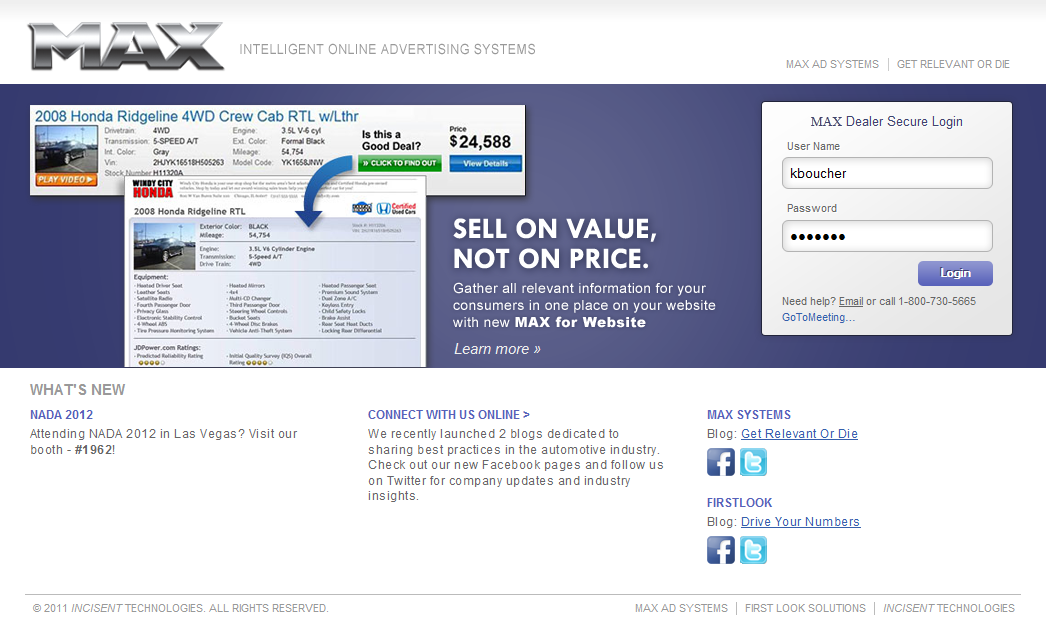 MAX
INTELLIGENT ONLINE ADVERTISING SYSTEMS
MAX AD SYSTEMS | GET RELEVANT OR DIE
2008 Honda Ridgeline 4WD Crew Cab RTL w/Lthr
Drivetrain: 4WD Engine: 3.5L V-6 cyl
Transmission: 5-SPEED A/T Ext. Color: Formal Black
Int. Color: Gray Mileage: 54,754
Vin: 2HJYK16518H505263 Model Code: YK1658JNW
Stock Number: H11320A
PLAY VIDEO
Is this a
Good Deal?
» CLICK TO FIND OUT
Price
$24,588
View Details
WINDY CITY
HONDA
Certified
Used Cars
2008 Honda Ridgeline RTL
Exterior Color: BLACK
Mileage: 54,754
Engine: 3.5L V6 Cylinder Engine
Transmission: 5-Speed A/T
Drive Train: 4WD
Equipment:
· Heated Driver Seat · Heated Mirrors · Heated Passenger Seat
· Leather Seats · 4x4 · Premium Sound System
· Satellite Radio · Multi-CD Changer · Dual Zone A/C
· Fourth Passenger Door · Third Passenger Door · Keyless Entry
· Privacy Glass · Steering Wheel Controls · Child Safety Locks
· Electronic Stability Control · Bucket Seats · Brake Assist
· 4-Wheel ABS · 4-Wheel Disc Brakes · Rear Seat Heat Ducts
· Tire Pressure Monitoring System · Vehicle Anti-Theft System · Locking Rear Differential
JDPower.com Ratings:
· Predicted Reliability Rating · Initial Quality Survey (IQS) Overall
Rating
SELL ON VALUE,
NOT ON PRICE.
Gather all relevant information for your
consumers in one place on your website
with new MAX for Website
Learn more »
MAX Dealer Secure Login
User Name
kboucher
Password
●●●●●●●
Login
Need help? Email or call 1-800-730-5665
GoToMeeting...
WHAT'S NEW
NADA 2012
Attending NADA 2012 in Las Vegas? Visit our
booth - #1962!
CONNECT WITH US ONLINE >
We recently launched 2 blogs dedicated to
sharing best practices in the automotive industry.
Check out our new Facebook pages and follow us
on Twitter for company updates and industry
insights.
MAX SYSTEMS
Blog: Get Relevant Or Die
FIRSTLOOK
Blog: Drive Your Numbers
© 2011 INCISENT TECHNOLOGIES. ALL RIGHTS RESERVED.
MAX AD SYSTEMS | FIRST LOOK SOLUTIONS | INCISENT TECHNOLOGIES